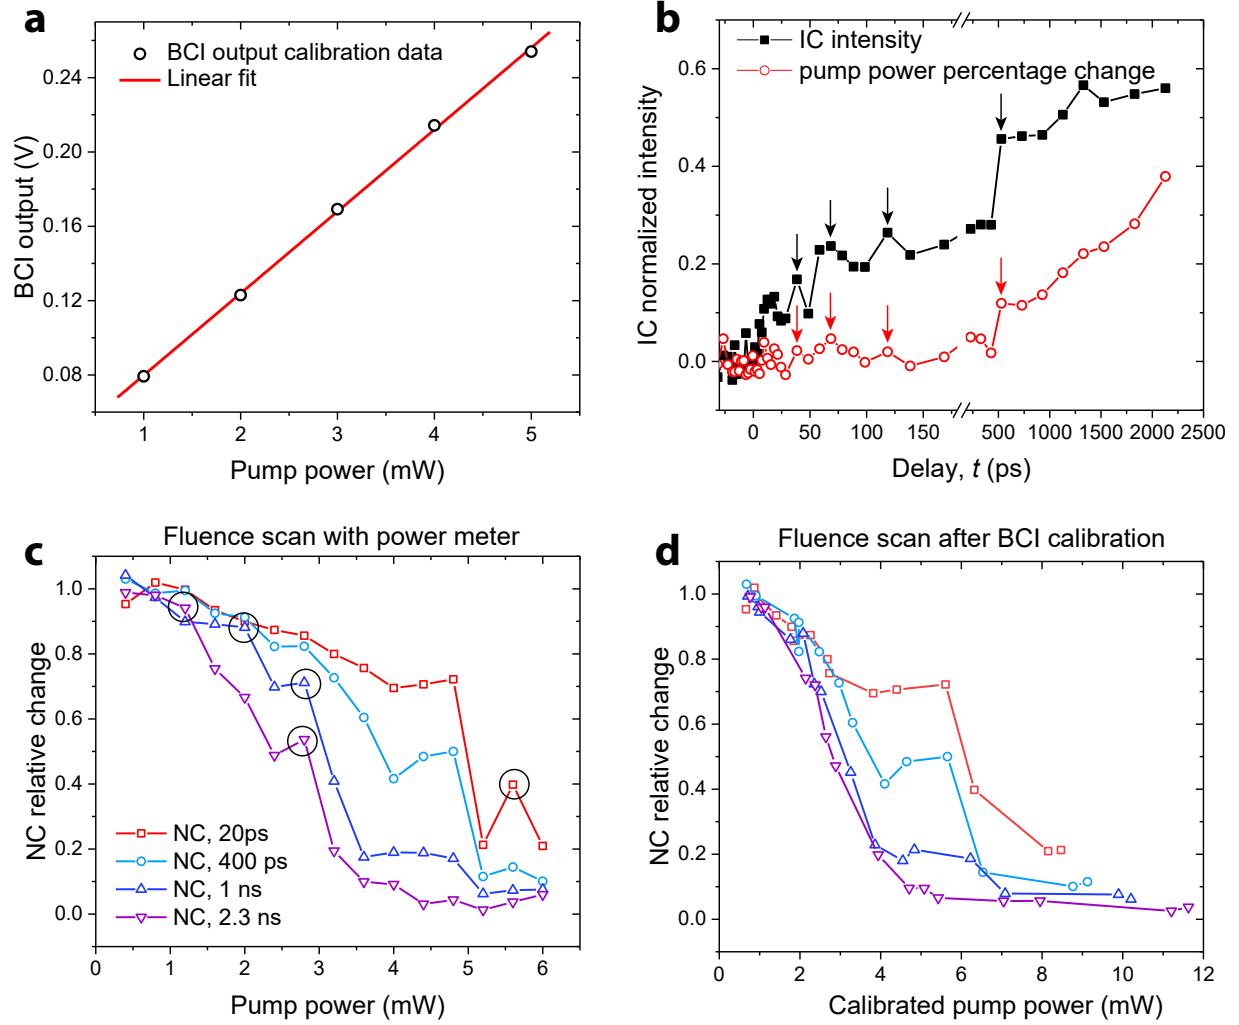 a
BCI output calibration data
Linear fit
0.24
0.20
0.16
0.12
0.08
BCI output (V)
1 2 3 4 5
Pump power (mW)
b
IC intensity
pump power percentage change
0.6
0.4
0.2
0.0
IC normalized intensity
0 50 100 150 500 1000 1500 2000 2500
Delay, t (ps)
c
Fluence scan with power meter
1.0
0.8
0.6
0.4
0.2
0.0
NC relative change
NC, 20ps
NC, 400 ps
NC, 1 ns
NC, 2.3 ns
0 1 2 3 4 5 6
Pump power (mW)
d
Fluence scan after BCI calibration
1.0
0.8
0.6
0.4
0.2
0.0
NC relative change
0 2 4 6 8 10 12
Calibrated pump power (mW)